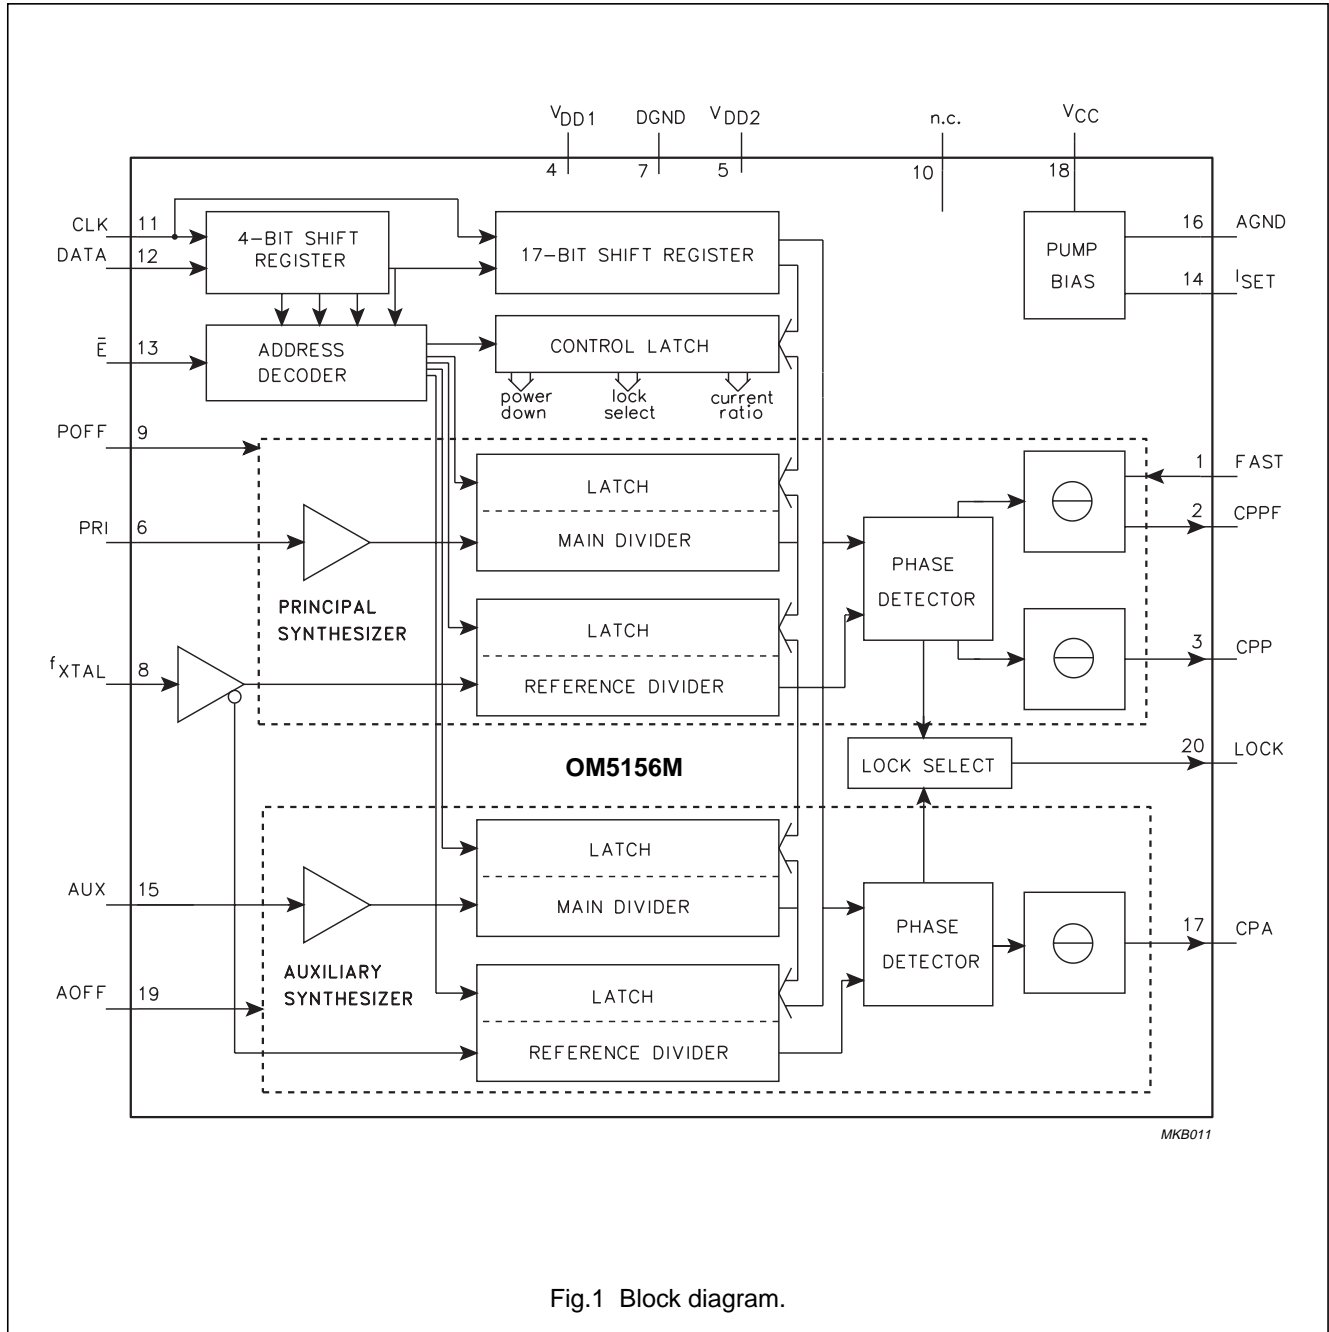 VDD1 DGND VDD2 n.c. VCC
4 7 5 10 18
CLK 11
DATA 12
4-BIT SHIFT
REGISTER
17-BIT SHIFT REGISTER
PUMP
BIAS
16 AGND
14 ISET
Ē 13
ADDRESS
DECODER
CONTROL LATCH
power
down
lock
select
current
ratio
POFF 9
PRI 6
PRINCIPAL
SYNTHESIZER
LATCH
MAIN DIVIDER
LATCH
REFERENCE DIVIDER
PHASE
DETECTOR
1 FAST
2 CPPF
3 CPP
fXTAL 8
OM5156M
LOCK SELECT
20 LOCK
AUX 15
AUXILIARY
SYNTHESIZER
AOFF 19
LATCH
MAIN DIVIDER
LATCH
REFERENCE DIVIDER
PHASE
DETECTOR
17 CPA
MKB011
Fig.1 Block diagram.